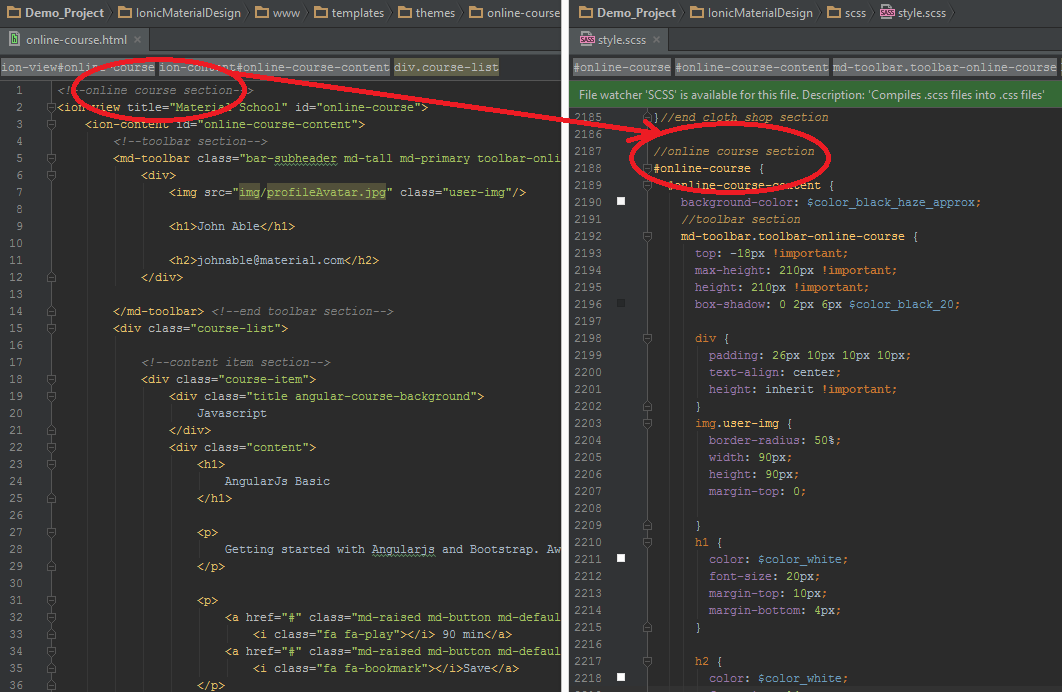 Demo_Project IonicMaterialDesign www templates themes online-course
online-course.html ×
ion-view#online-course ion-content#online-course-content div.course-list
1 <!--online course section-->
2 <ion-view title="Material School" id="online-course">
3 <ion-content id="online-course-content">
4 <!--toolbar section-->
5 <md-toolbar class="bar-subheader md-tall md-primary toolbar-onli
6 <div>
7 <img src="img/profileAvatar.jpg" class="user-img"/>
8
9 <h1>John Able</h1>
10
11 <h2>johnable@material.com</h2>
12 </div>
13
14 </md-toolbar> <!--end toolbar section-->
15 <div class="course-list">
16
17 <!--content item section-->
18 <div class="course-item">
19 <div class="title angular-course-background">
20 Javascript
21 </div>
22 <div class="content">
23 <h1>
24 AngularJs Basic
25 </h1>
26
27 <p>
28 Getting started with Angularjs and Bootstrap. Aw
29 </p>
30
31 <p>
32 <a href="#" class="md-raised md-button md-defaul
33 <i class="fa fa-play"></i> 90 min</a>
34 <a href="#" class="md-raised md-button md-defaul
35 <i class="fa fa-bookmark"></i>Save</a>
36 </p>
Demo_Project IonicMaterialDesign scss style.scss
style.scss ×
#online-course #online-course-content md-toolbar.toolbar-online-course
File watcher 'SCSS' is available for this file. Description: 'Compiles .scss files into .css files'
2185 }//end cloth shop section
2186
2187 //online course section
2188 #online-course {
2189 #online-course-content {
2190 background-color: $color_black_haze_approx;
2191 //toolbar section
2192 md-toolbar.toolbar-online-course {
2193 top: -18px !important;
2194 max-height: 210px !important;
2195 height: 210px !important;
2196 box-shadow: 0 2px 6px $color_black_20;
2197
2198 div {
2199 padding: 26px 10px 10px 10px;
2200 text-align: center;
2201 height: inherit !important;
2202 }
2203 img.user-img {
2204 border-radius: 50%;
2205 width: 90px;
2206 height: 90px;
2207 margin-top: 0;
2208
2209 }
2210 h1 {
2211 color: $color_white;
2212 font-size: 20px;
2213 margin-top: 10px;
2214 margin-bottom: 4px;
2215 }
2216
2217 h2 {
2218 color: $color_white;